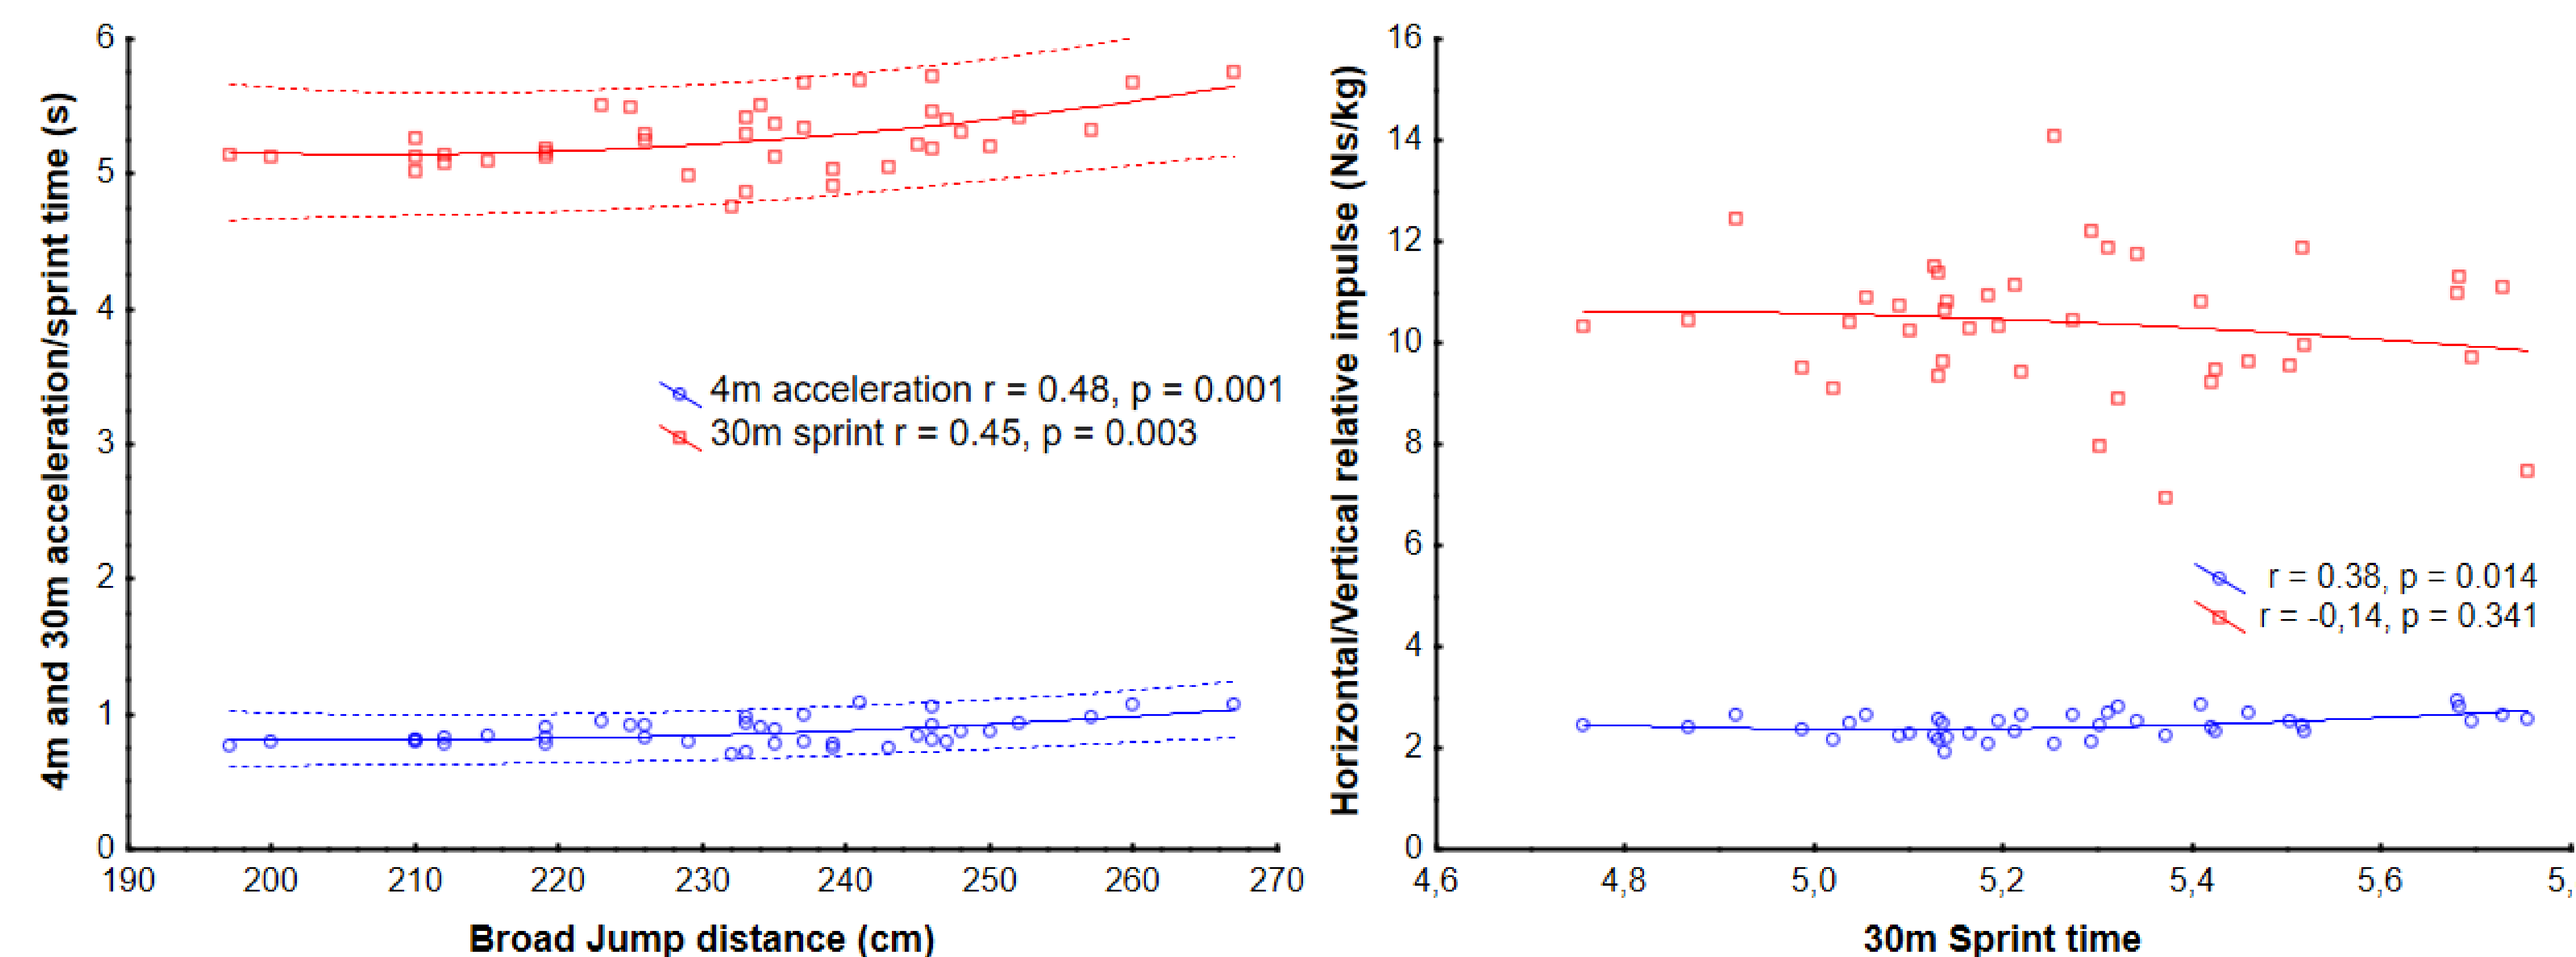 4m and 30m acceleration/sprint time (s)
6
5
4
3
2
1
0
190 200 210 220 230 240 250 260 270
Broad Jump distance (cm)
4m acceleration r = 0.48, p = 0.001
30m sprint r = 0.45, p = 0.003
Horizontal/Vertical relative impulse (Ns/kg)
16
14
12
10
8
6
4
2
0
4,6 4,8 5,0 5,2 5,4 5,6 5,
30m Sprint time
r = 0.38, p = 0.014
r = -0,14, p = 0.341